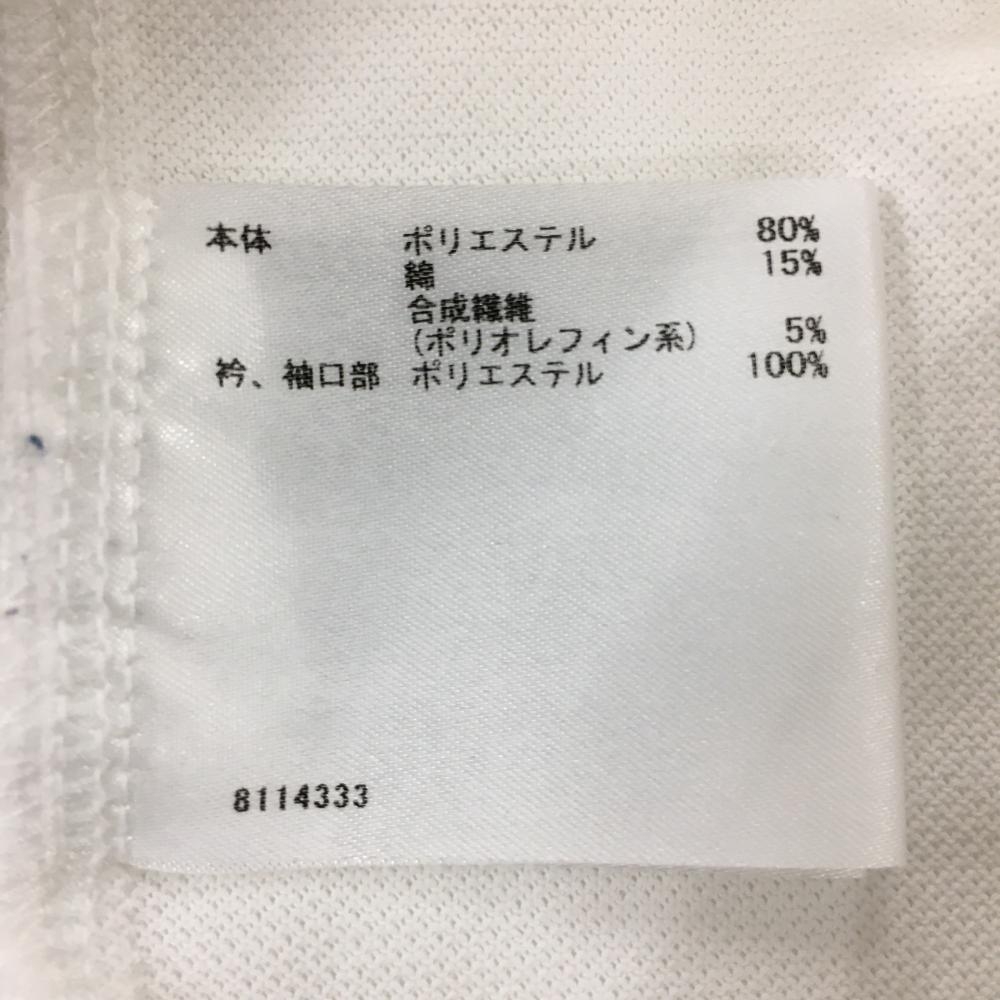 本体 ポリエステル 80%
綿 15%
合成繊維
(ポリオレフィン系) 5%
衿、袖口部 ポリエステル 100%
8114333